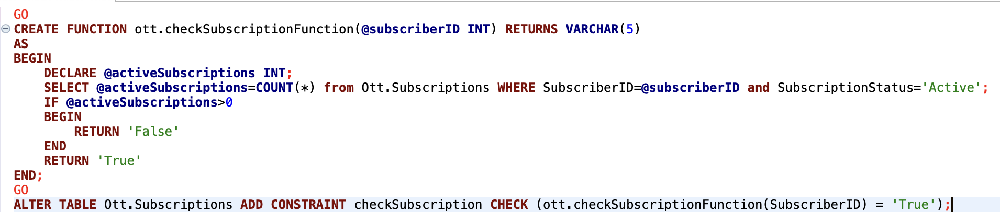 GO
CREATE FUNCTION ott.checkSubscriptionFunction(@subscriberID INT) RETURNS VARCHAR(5)
AS
BEGIN
    DECLARE @activeSubscriptions INT;
    SELECT @activeSubscriptions=COUNT(*) from Ott.Subscriptions WHERE SubscriberID=@subscriberID and SubscriptionStatus='Active';
    IF @activeSubscriptions>0
    BEGIN
        RETURN 'False'
    END
    RETURN 'True'
END;
GO
ALTER TABLE Ott.Subscriptions ADD CONSTRAINT checkSubscription CHECK (ott.checkSubscriptionFunction(SubscriberID) = 'True');